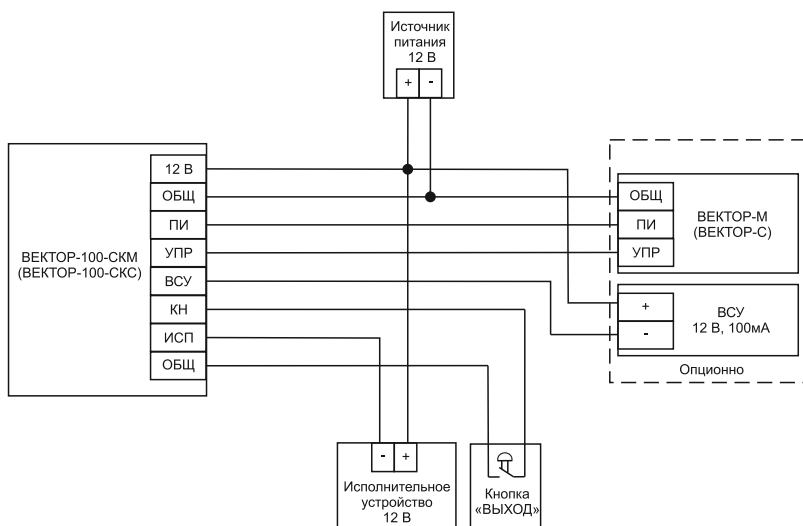 Источник
питания
12 В
+ -
ВЕКТОР-100-СКМ
(ВЕКТОР-100-СКС)
12 В
ОБЩ
ПИ
УПР
ВСУ
КН
ИСП
ОБЩ
ОБЩ
ПИ
УПР
ВЕКТОР-М
(ВЕКТОР-С)
+
-
ВСУ
12 В, 100мА
Опционно
- +
Исполнительное
устройство
12 В
Кнопка
«ВЫХОД»